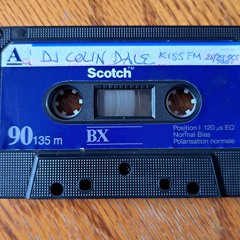 A DJ COLIN DALE KISS FM
Scotch
90 135 m BX
Position I 120 µs EQ
Normal Bias
Polarisation normale